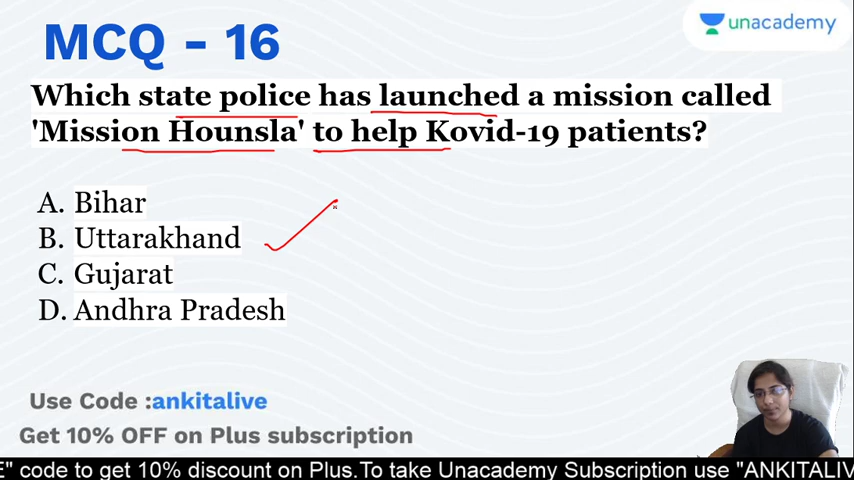 MCQ - 16
unacademy
Which state police has launched a mission called
'Mission Hounsla' to help Kovid-19 patients?
A. Bihar
B. Uttarakhand
C. Gujarat
D. Andhra Pradesh
Use Code :ankitalive
Get 10% OFF on Plus subscription
E" code to get 10% discount on Plus.To take Unacademy Subscription use "ANKITALIV